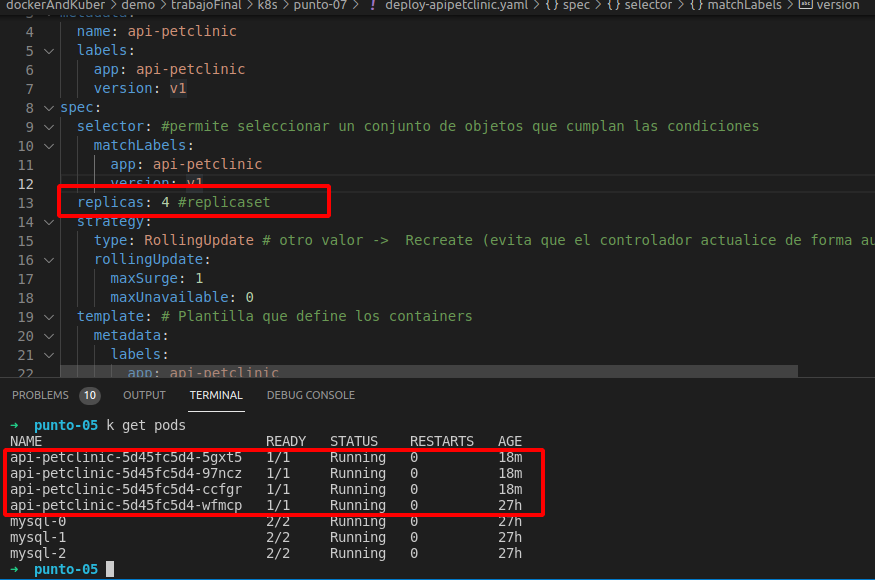 dockerAndKuber > demo > trabajoFinal > k8s > punto-07 > ! deploy-apipetclinic.yaml > {} spec > {} selector > {} matchLabels > abc version
3 metadata:
4 name: api-petclinic
5 labels:
6 app: api-petclinic
7 version: v1
8 spec:
9 selector: #permite seleccionar un conjunto de objetos que cumplan las condiciones
10 matchLabels:
11 app: api-petclinic
12 version: v1
13 replicas: 4 #replicaset
14 strategy:
15 type: RollingUpdate # otro valor -> Recreate (evita que el controlador actualice de forma au
16 rollingUpdate:
17 maxSurge: 1
18 maxUnavailable: 0
19 template: # Plantilla que define los containers
20 metadata:
21 labels:
22 app: api-petclinic
PROBLEMS 10 OUTPUT TERMINAL DEBUG CONSOLE
→ punto-05 k get pods
NAME READY STATUS RESTARTS AGE
api-petclinic-5d45fc5d4-5gxt5 1/1 Running 0 18m
api-petclinic-5d45fc5d4-97ncz 1/1 Running 0 18m
api-petclinic-5d45fc5d4-ccfgr 1/1 Running 0 18m
api-petclinic-5d45fc5d4-wfmcp 1/1 Running 0 27h
mysql-0 2/2 Running 0 27h
mysql-1 2/2 Running 0 27h
mysql-2 2/2 Running 0 27h
→ punto-05